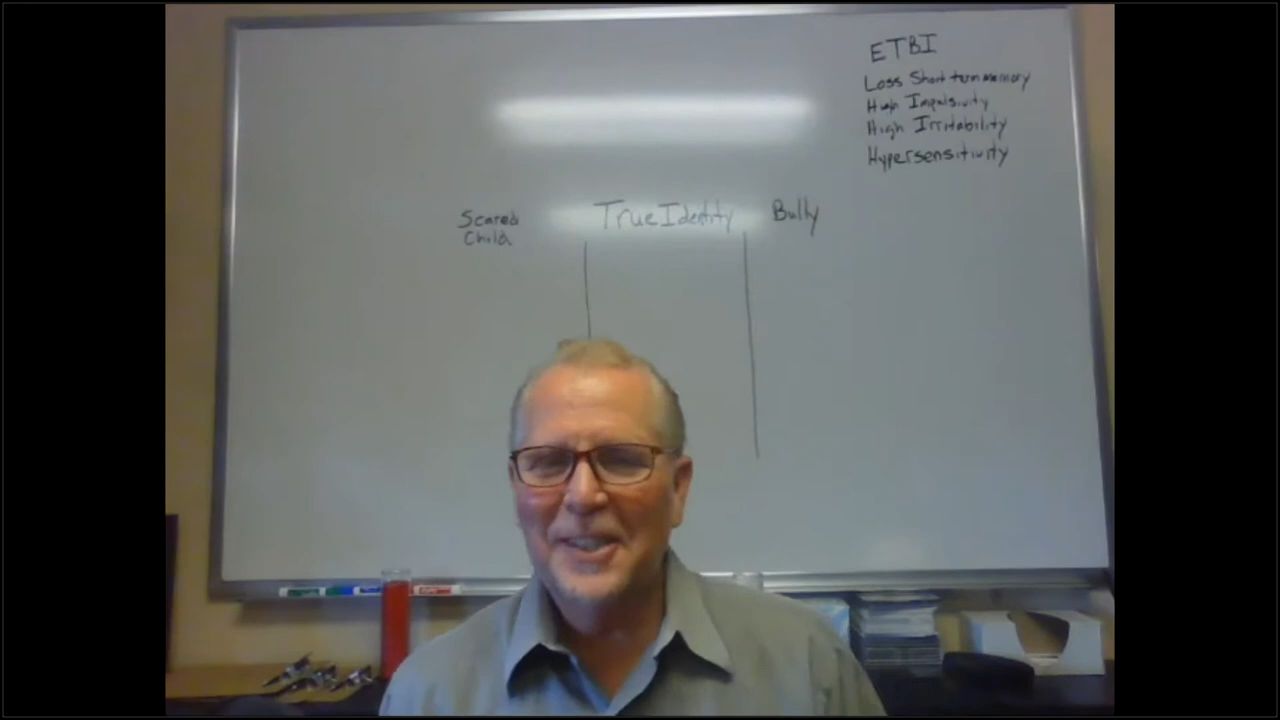 ETBI
Loss Short term memory
High Impulsivity
High Irritability
Hypersensitivity
Scared
Child
True Identity
Bully